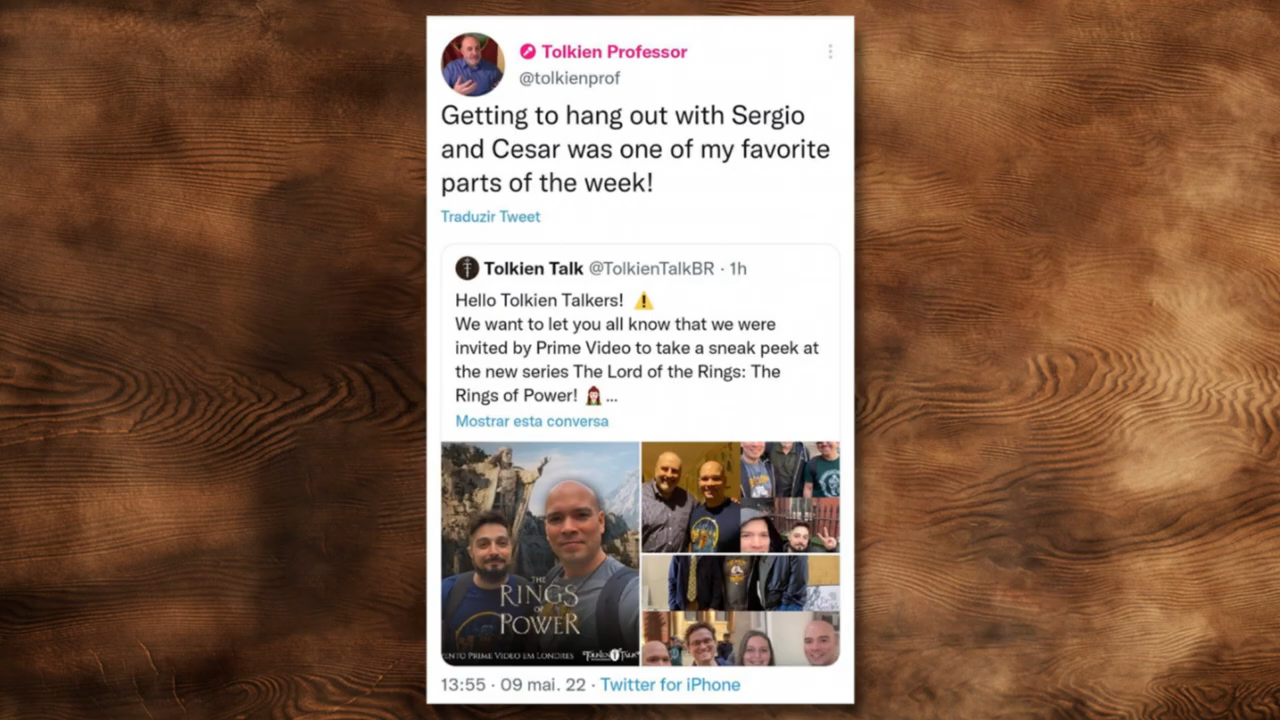 Tolkien Professor
@tolkienprof
Getting to hang out with Sergio
and Cesar was one of my favorite
parts of the week!
Traduzir Tweet
Tolkien Talk @TolkienTalkBR · 1h
Hello Tolkien Talkers! ⚠️
We want to let you all know that we were
invited by Prime Video to take a sneak peek at
the new series The Lord of the Rings: The
Rings of Power! 👸 ...
Mostrar esta conversa
THE
RINGS
OF
POWER
NTO PRIME VIDEO EM LONDRES
TOLKIEN TALK
13:55 · 09 mai. 22 · Twitter for iPhone